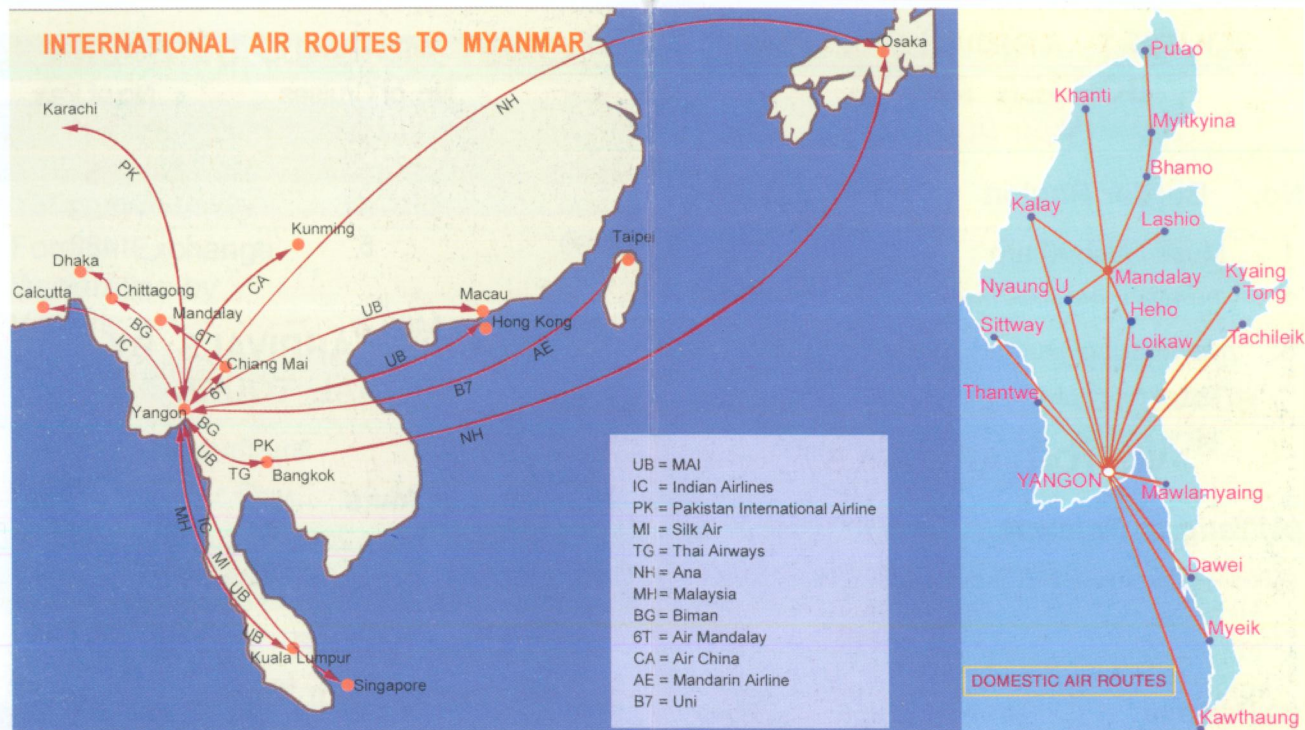 INTERNATIONAL AIR ROUTES TO MYANMAR
Osaka
NH
Karachi
PK
Kunming
Taipei
Dhaka
CA
Calcutta
Chittagong
Macau
Mandalay
UB
Hong Kong
BG
IC
6T
Chiang Mai
UB
AE
6T
B7
Yangon
BG
UB
PK
NH
TG
Bangkok
MH
IC
MI
UB
UB
Kuala Lumpur
Singapore
UB = MAI
IC = Indian Airlines
PK = Pakistan International Airline
MI = Silk Air
TG = Thai Airways
NH = Ana
MH = Malaysia
BG = Biman
6T = Air Mandalay
CA = Air China
AE = Mandarin Airline
B7 = Uni
Putao
Khanti
Myitkyina
Bhamo
Kalay
Lashio
Mandalay
Kyaing
Tong
Nyaung U
Heho
Sittway
Loikaw
Tachileik
Thantwe
YANGON
Mawlamyaing
Dawei
Myeik
DOMESTIC AIR ROUTES
Kawthaung